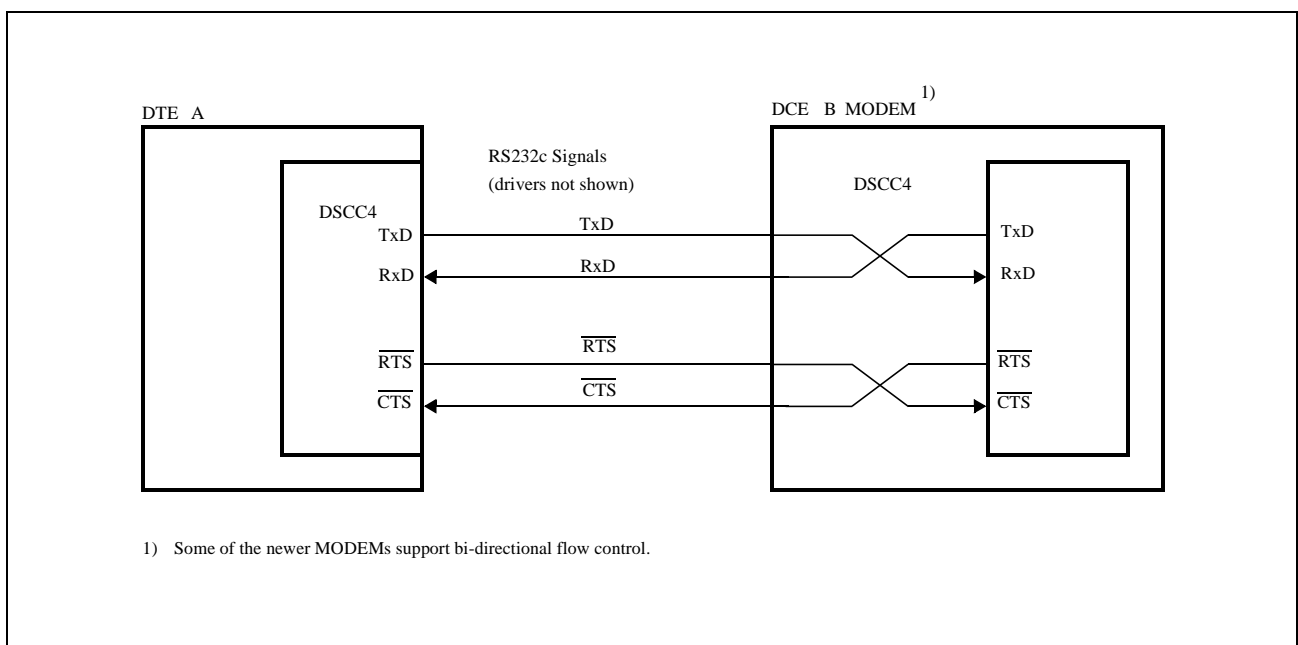 DTE A
DCE B MODEM 1)
RS232c Signals
(drivers not shown)
DSCC4
DSCC4
TxD
TxD
TxD
RxD
RxD
RxD
RTS
RTS
RTS
CTS
CTS
CTS
1) Some of the newer MODEMs support bi-directional flow control.